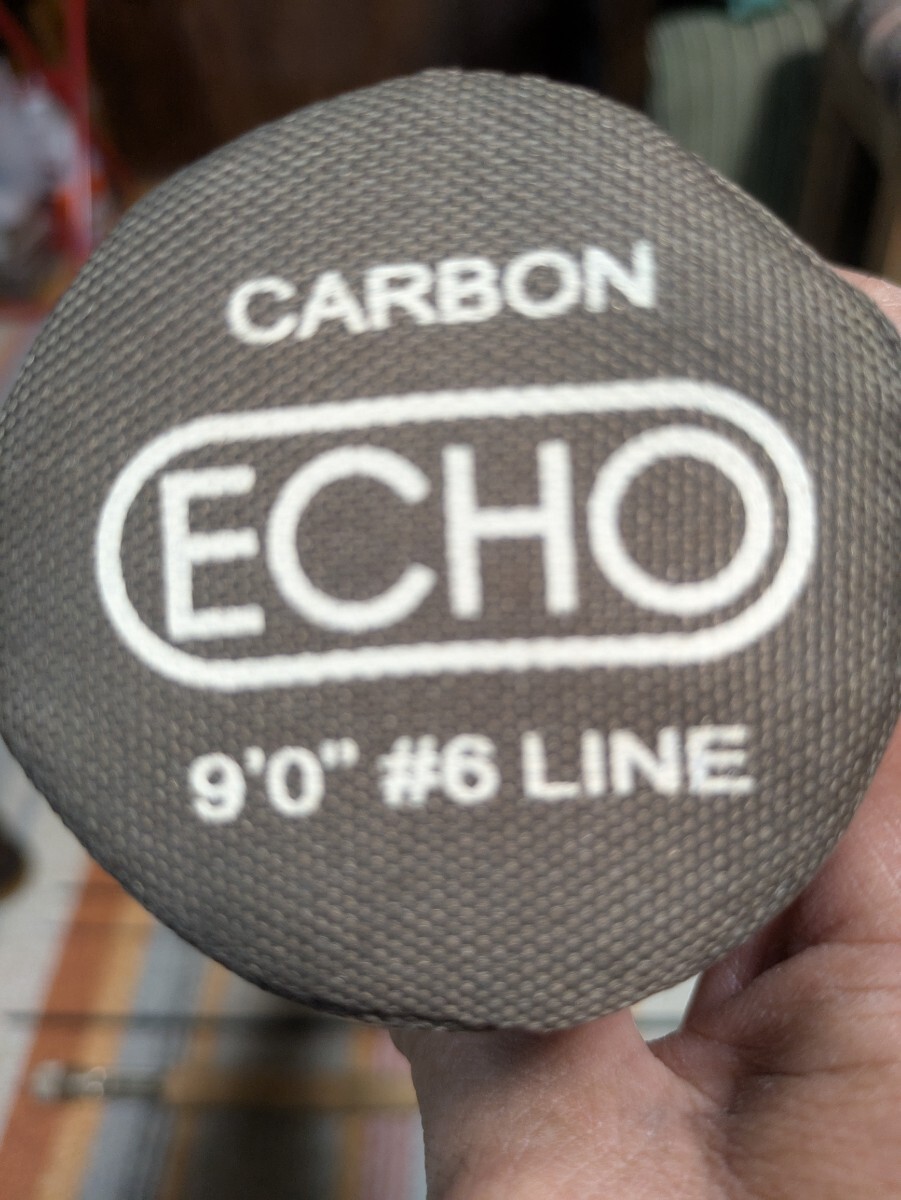 CARBON
ECHO
9'0" #6 LINE